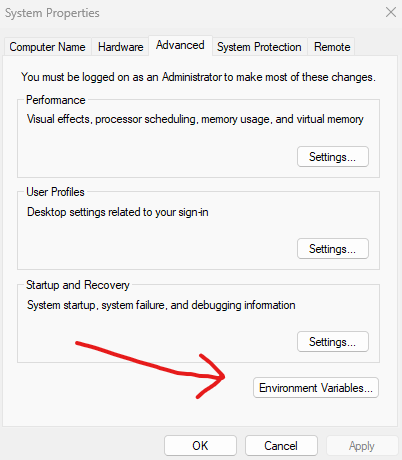 System Properties
Computer Name Hardware Advanced System Protection Remote
You must be logged on as an Administrator to make most of these changes.
Performance
Visual effects, processor scheduling, memory usage, and virtual memory
Settings...
User Profiles
Desktop settings related to your sign-in
Settings...
Startup and Recovery
System startup, system failure, and debugging information
Settings...
Environment Variables...
OK Cancel Apply